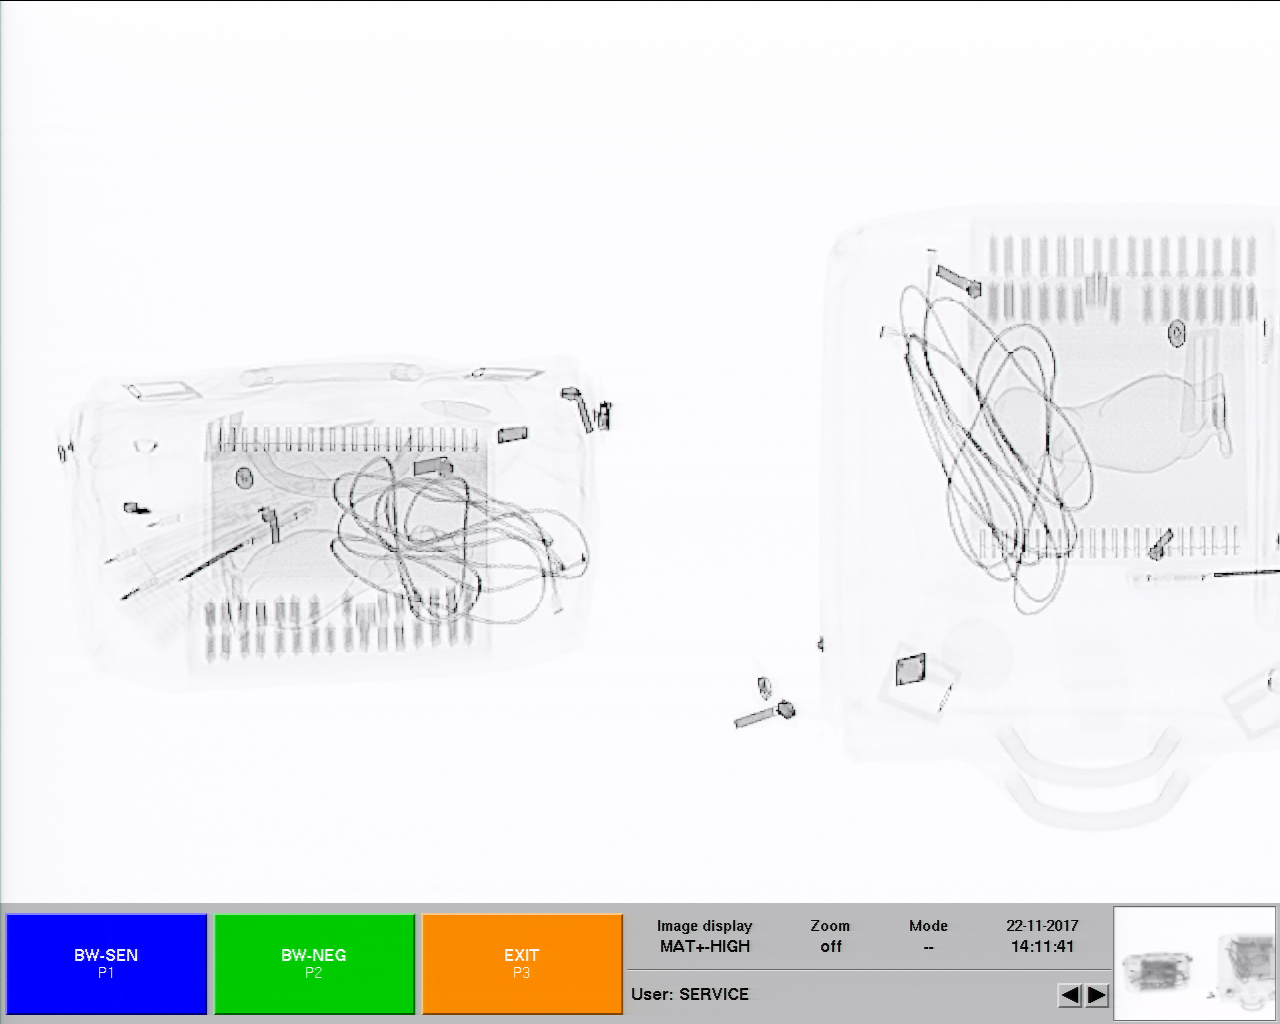 BW-SEN
P1
BW-NEG
P2
EXIT
P3
Image display
MAT+-HIGH
Zoom
off
Mode
--
22-11-2017
14:11:41
User: SERVICE